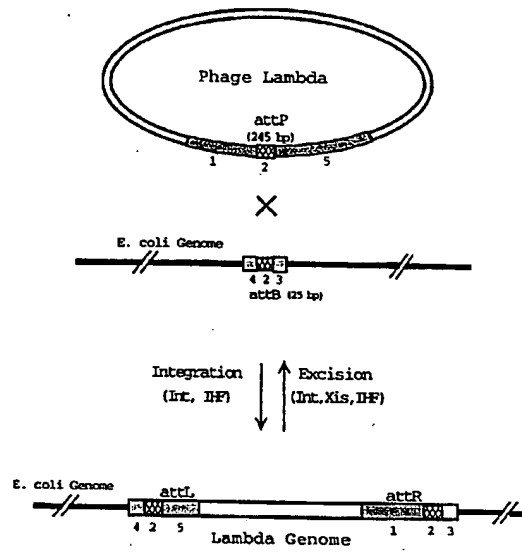 Phage Lambda
attP
(245 bp)
1 2 5
E. coli Genome
4 2 3
attB (25 bp)
Integration Excision
(Int, IHF) (Int,Xis,IHF)
E. coli Genome
attL attR
4 2 5 1 2 3
Lambda Genome